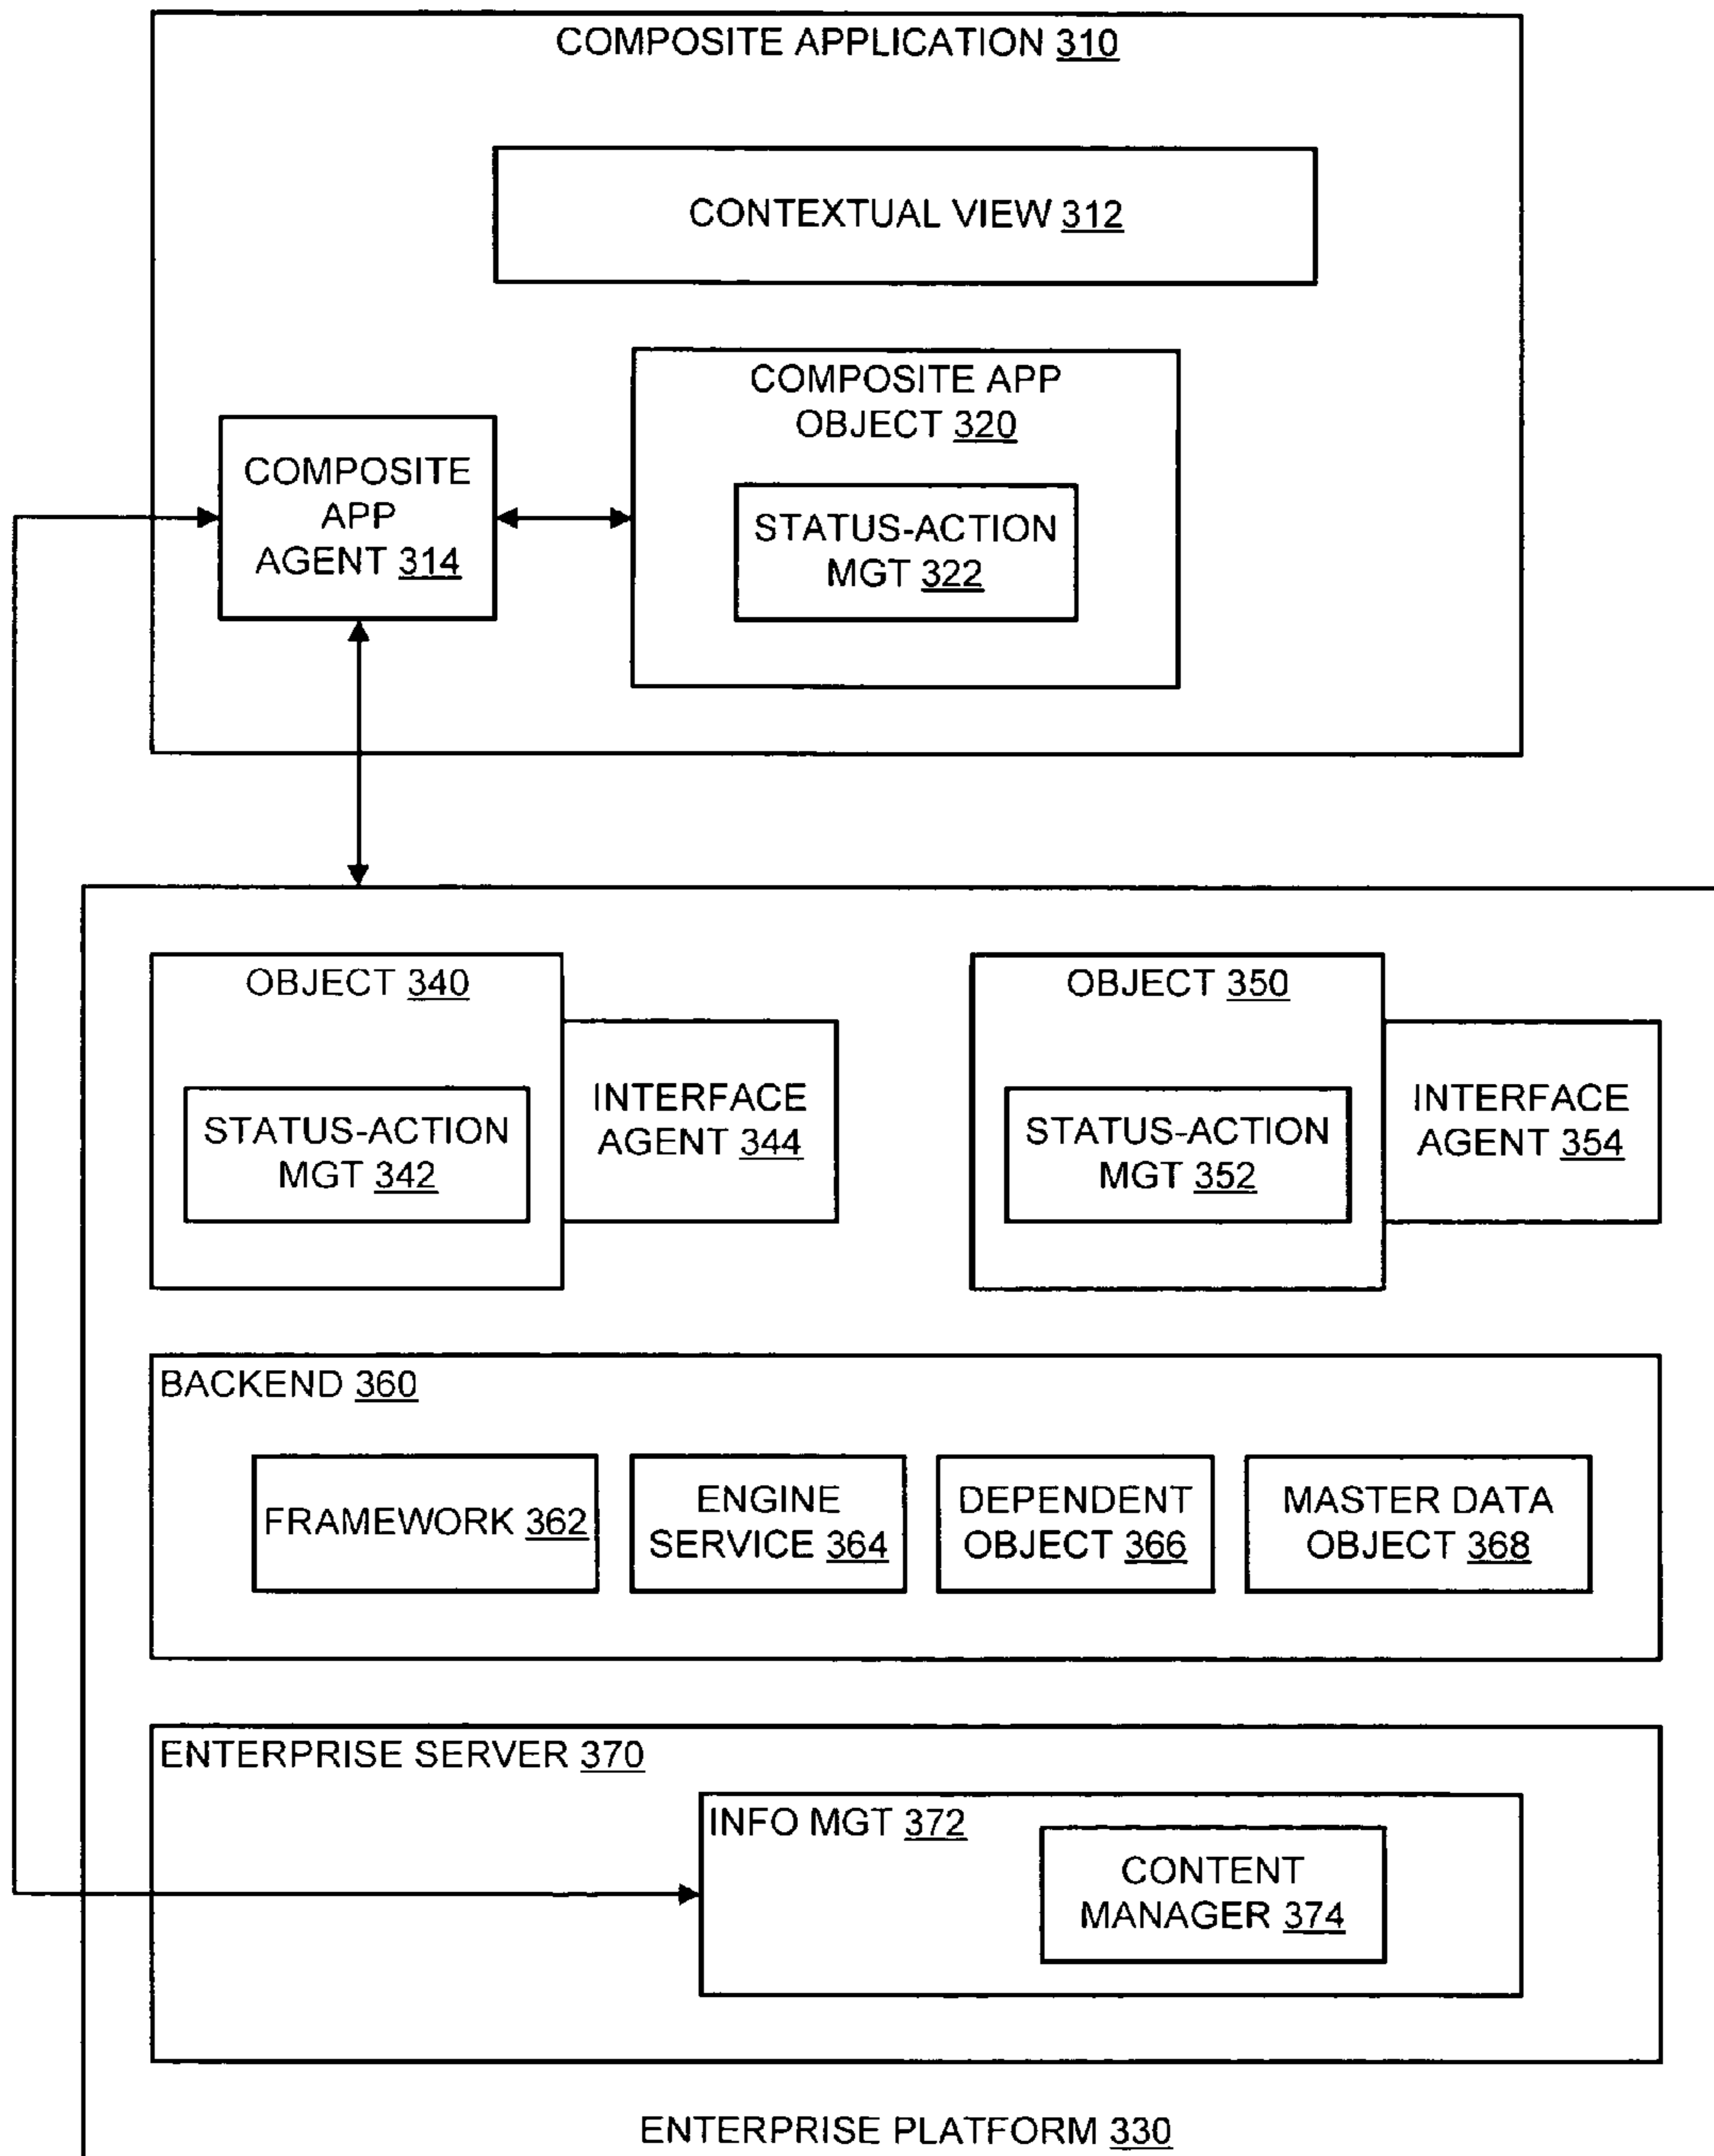 COMPOSITE APPLICATION 310
CONTEXTUAL VIEW 312
COMPOSITE APP
OBJECT 320
COMPOSITE
APP
AGENT 314
STATUS-ACTION
MGT 322
OBJECT 340
STATUS-ACTION
MGT 342
INTERFACE
AGENT 344
OBJECT 350
STATUS-ACTION
MGT 352
INTERFACE
AGENT 354
BACKEND 360
FRAMEWORK 362
ENGINE
SERVICE 364
DEPENDENT
OBJECT 366
MASTER DATA
OBJECT 368
ENTERPRISE SERVER 370
INFO MGT 372
CONTENT
MANAGER 374
ENTERPRISE PLATFORM 330